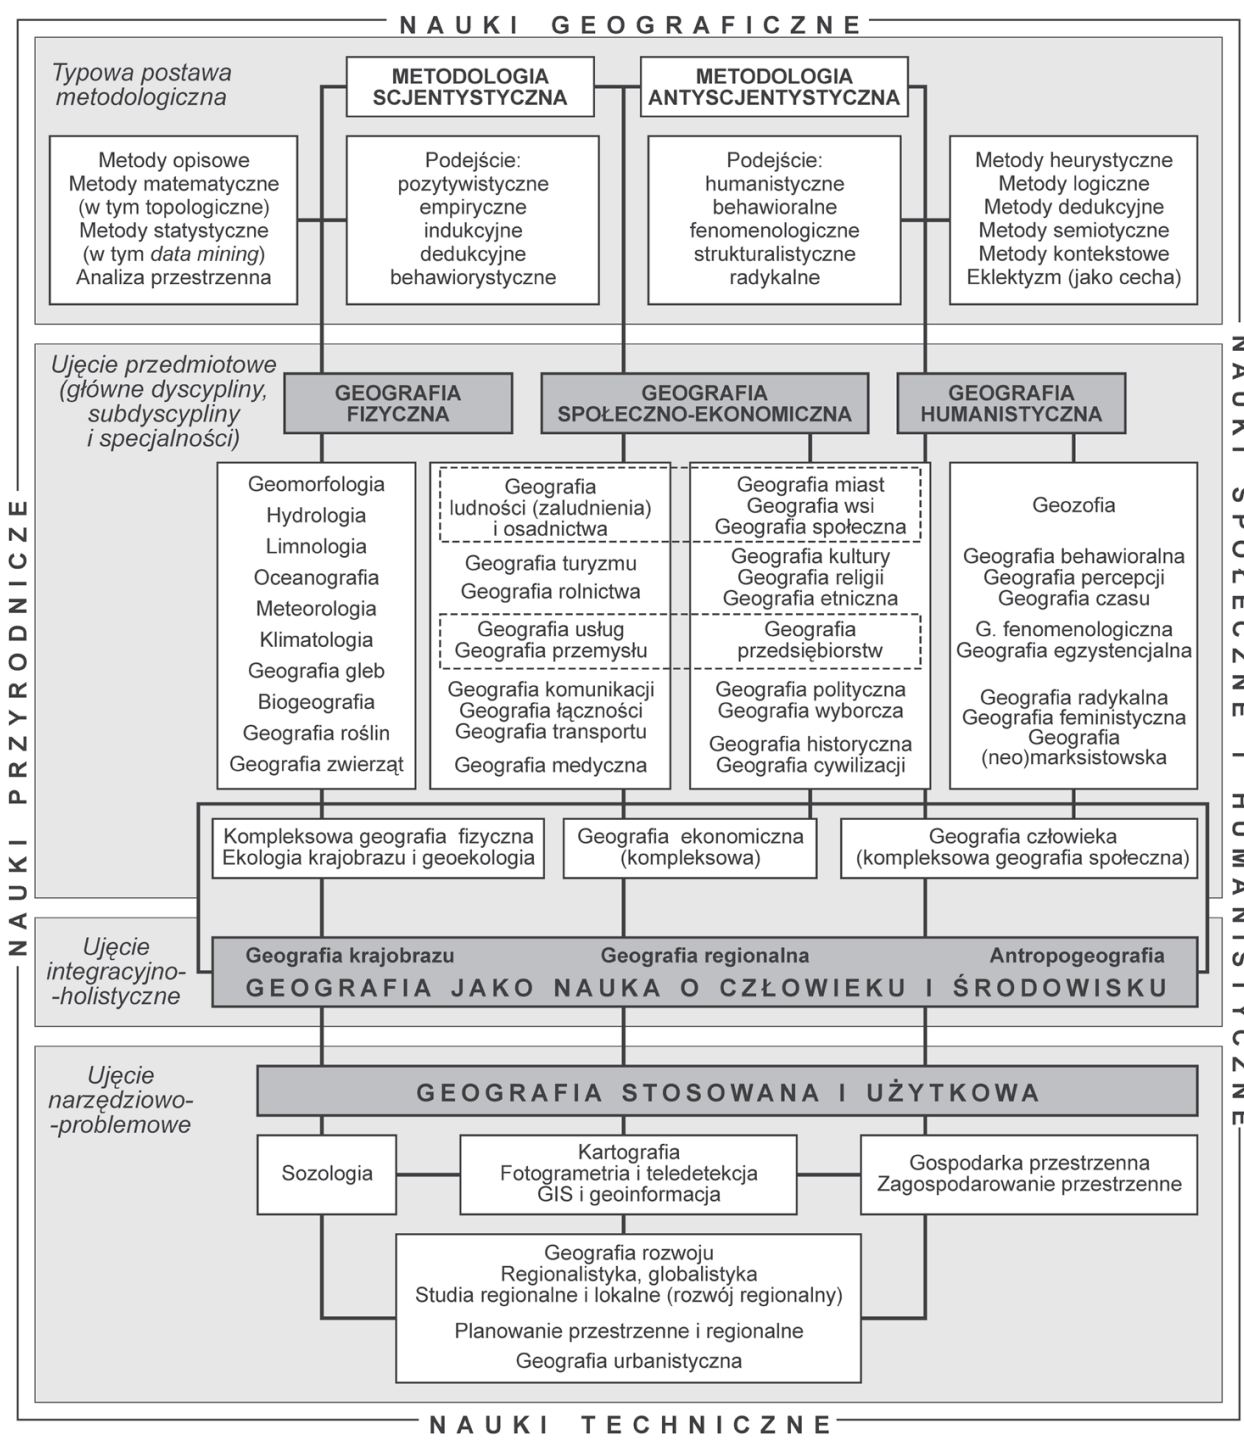 NAUKI GEOGRAFICZNE
Typowa postawa
metodologiczna
METODOLOGIA
SCJENTYSTYCZNA
METODOLOGIA
ANTYSCJENTYSTYCZNA
Metody opisowe
Metody matematyczne
(w tym topologiczne)
Metody statystyczne
(w tym data mining)
Analiza przestrzenna
Podejście:
pozytywistyczne
empiryczne
indukcyjne
dedukcyjne
behawiorystyczne
Podejście:
humanistyczne
behawioralne
fenomenologiczne
strukturalistyczne
radykalne
Metody heurystyczne
Metody logiczne
Metody dedukcyjne
Metody semiotyczne
Metody kontekstowe
Eklektyzm (jako cecha)
Ujęcie przedmiotowe
(główne dyscypliny,
subdyscypliny
i specjalności)
GEOGRAFIA
FIZYCZNA
GEOGRAFIA
SPOŁECZNO-EKONOMICZNA
GEOGRAFIA
HUMANISTYCZNA
Geomorfologia
Hydrologia
Limnologia
Oceanografia
Meteorologia
Klimatologia
Geografia gleb
Biogeografia
Geografia roślin
Geografia zwierząt
Geografia
ludności (zaludnienia)
i osadnictwa
Geografia turyzmu
Geografia rolnictwa
Geografia usług
Geografia przemysłu
Geografia komunikacji
Geografia łączności
Geografia transportu
Geografia medyczna
Geografia miast
Geografia wsi
Geografia społeczna
Geografia kultury
Geografia religii
Geografia etniczna
Geografia
przedsiębiorstw
Geografia polityczna
Geografia wyborcza
Geografia historyczna
Geografia cywilizacji
Geozofia
Geografia behawioralna
Geografia percepcji
Geografia czasu
G. fenomenologiczna
Geografia egzystencjalna
Geografia radykalna
Geografia feministyczna
Geografia
(neo)marksistowska
Kompleksowa geografia fizyczna
Ekologia krajobrazu i geoekologia
Geografia ekonomiczna
(kompleksowa)
Geografia człowieka
(kompleksowa geografia społeczna)
Ujęcie
integracyjno-
-holistyczne
Geografia krajobrazu
Geografia regionalna
Antropogeografia
GEOGRAFIA JAKO NAUKA O CZŁOWIEKU I ŚRODOWISKU
Ujęcie
narzędziowo-
-problemowe
GEOGRAFIA STOSOWANA I UŻYTKOWA
Sozologia
Kartografia
Fotogrametria i teledetekcja
GIS i geoinformacja
Gospodarka przestrzenna
Zagospodarowanie przestrzenne
Geografia rozwoju
Regionalistyka, globalistyka
Studia regionalne i lokalne (rozwój regionalny)
Planowanie przestrzenne i regionalne
Geografia urbanistyczna
NAUKI PRZYRODNICZE
NAUKI SPOŁECZNE I HUMANISTYCZNE
NAUKI TECHNICZNE